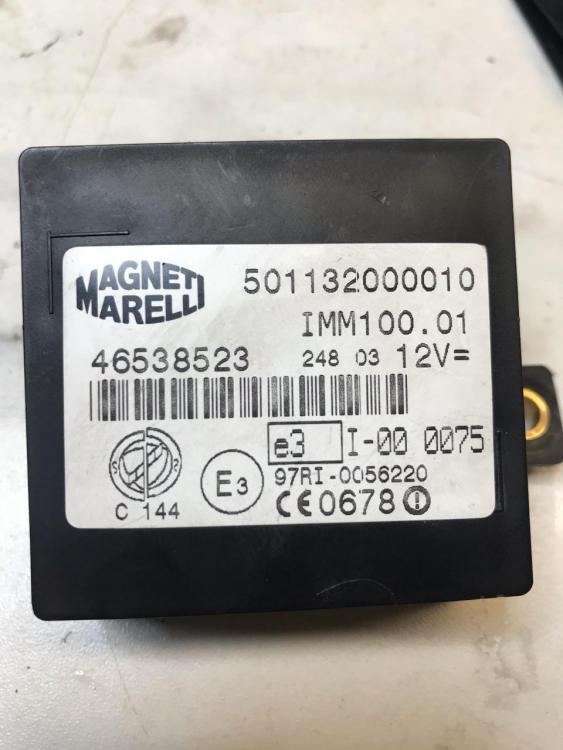 MAGNETI
MARELLI
501132000010
IMM100.01
46538523
248 03 12V=
e3 I-00 0075
97RI-0056220
E3
CE0678
C 144